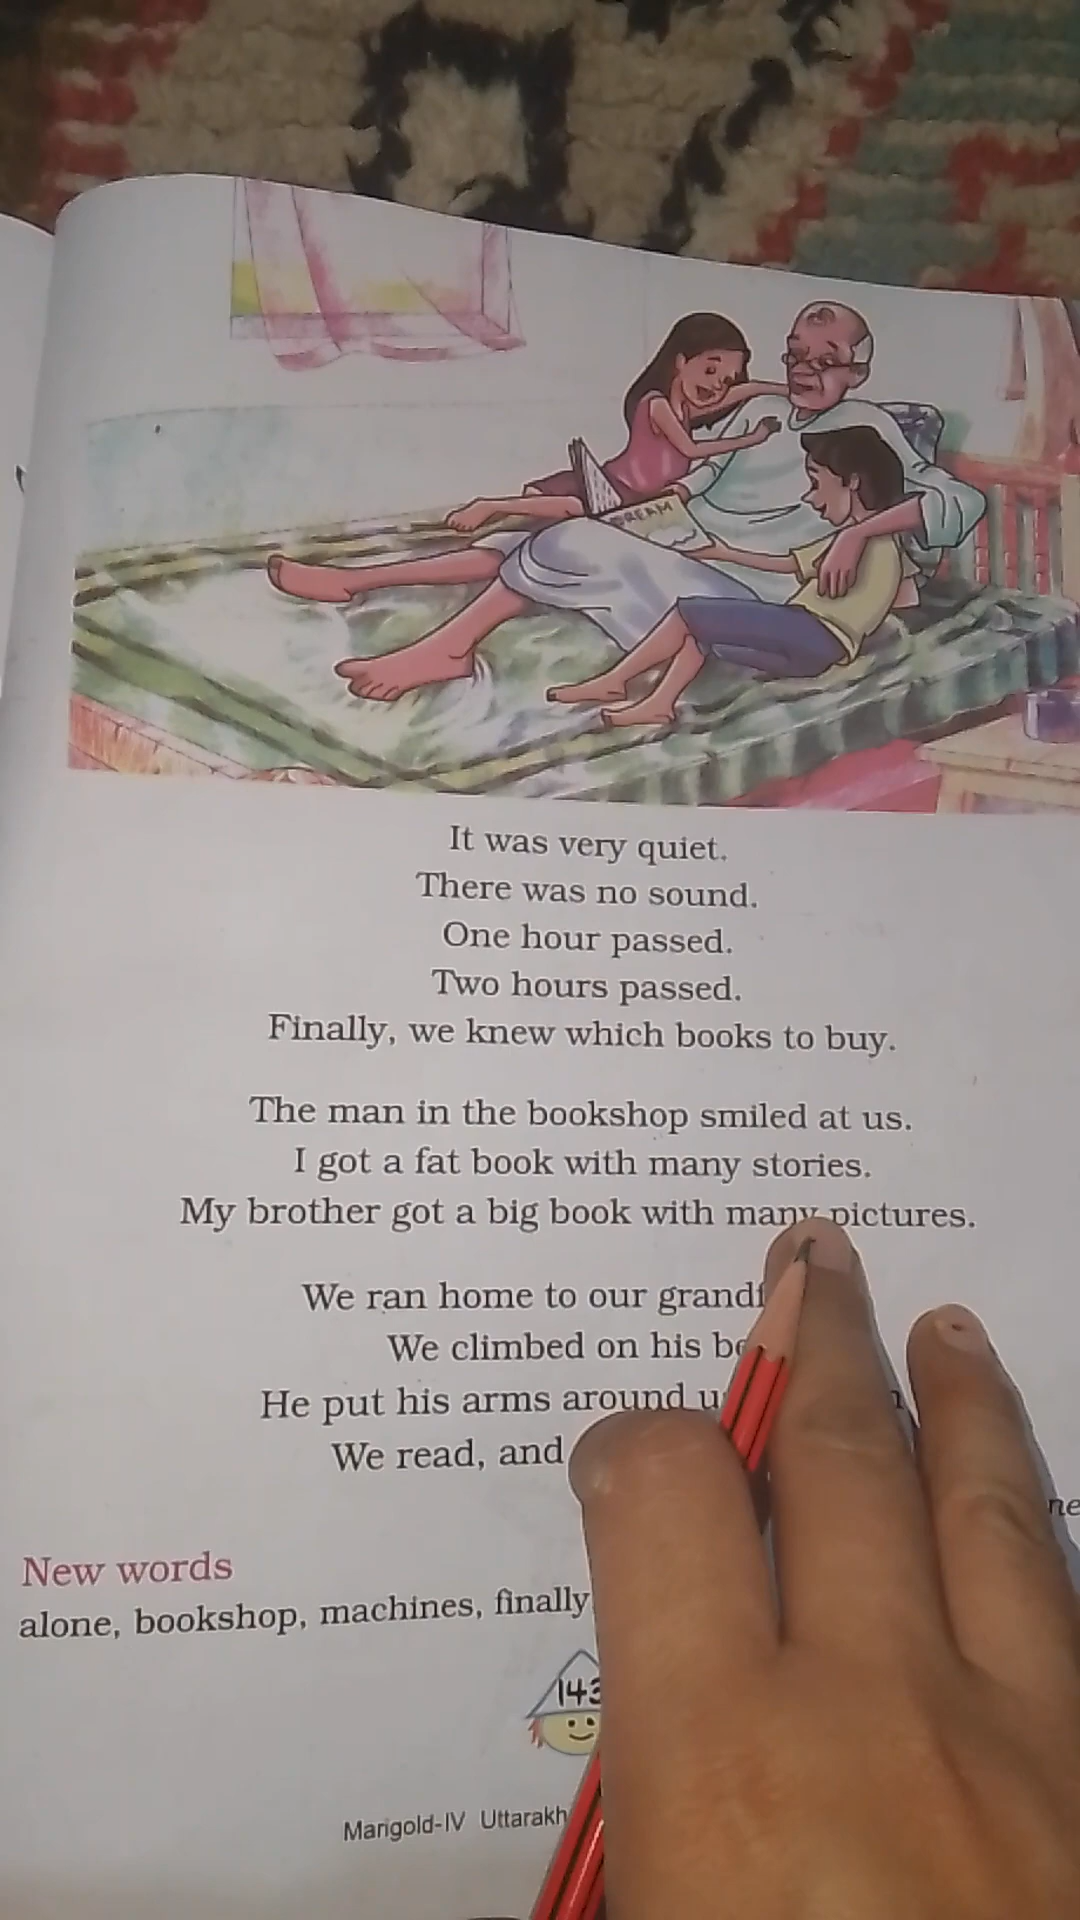 DREAM
It was very quiet.
There was no sound.
One hour passed.
Two hours passed.
Finally, we knew which books to buy.
The man in the bookshop smiled at us.
I got a fat book with many stories.
My brother got a big book with many pictures.
We ran home to our
We climbed on his
He put his arms around
We read, and
New words
alone, bookshop, machines, finally
143
Marigold-IV